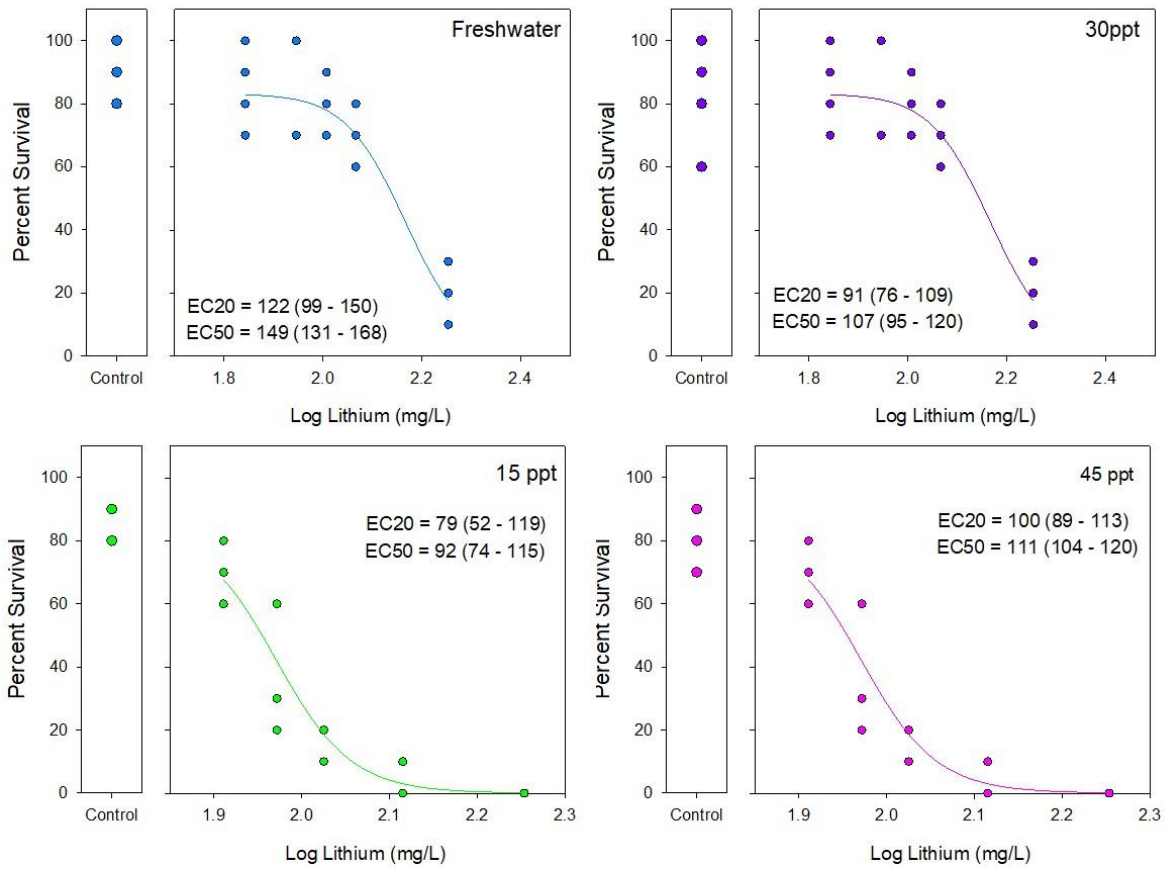 Freshwater
Percent Survival
100
80
60
40
20
0
EC20 = 122 (99 - 150)
EC50 = 149 (131 - 168)
Control
1.8
2.0
2.2
2.4
Log Lithium (mg/L)
30ppt
Percent Survival
100
80
60
40
20
0
EC20 = 91 (76 - 109)
EC50 = 107 (95 - 120)
Control
1.8
2.0
2.2
2.4
Log Lithium (mg/L)
15 ppt
Percent Survival
100
80
60
40
20
0
EC20 = 79 (52 - 119)
EC50 = 92 (74 - 115)
Control
1.9
2.0
2.1
2.2
2.3
Log Lithium (mg/L)
45 ppt
Percent Survival
100
80
60
40
20
0
EC20 = 100 (89 - 113)
EC50 = 111 (104 - 120)
Control
1.9
2.0
2.1
2.2
2.3
Log Lithium (mg/L)